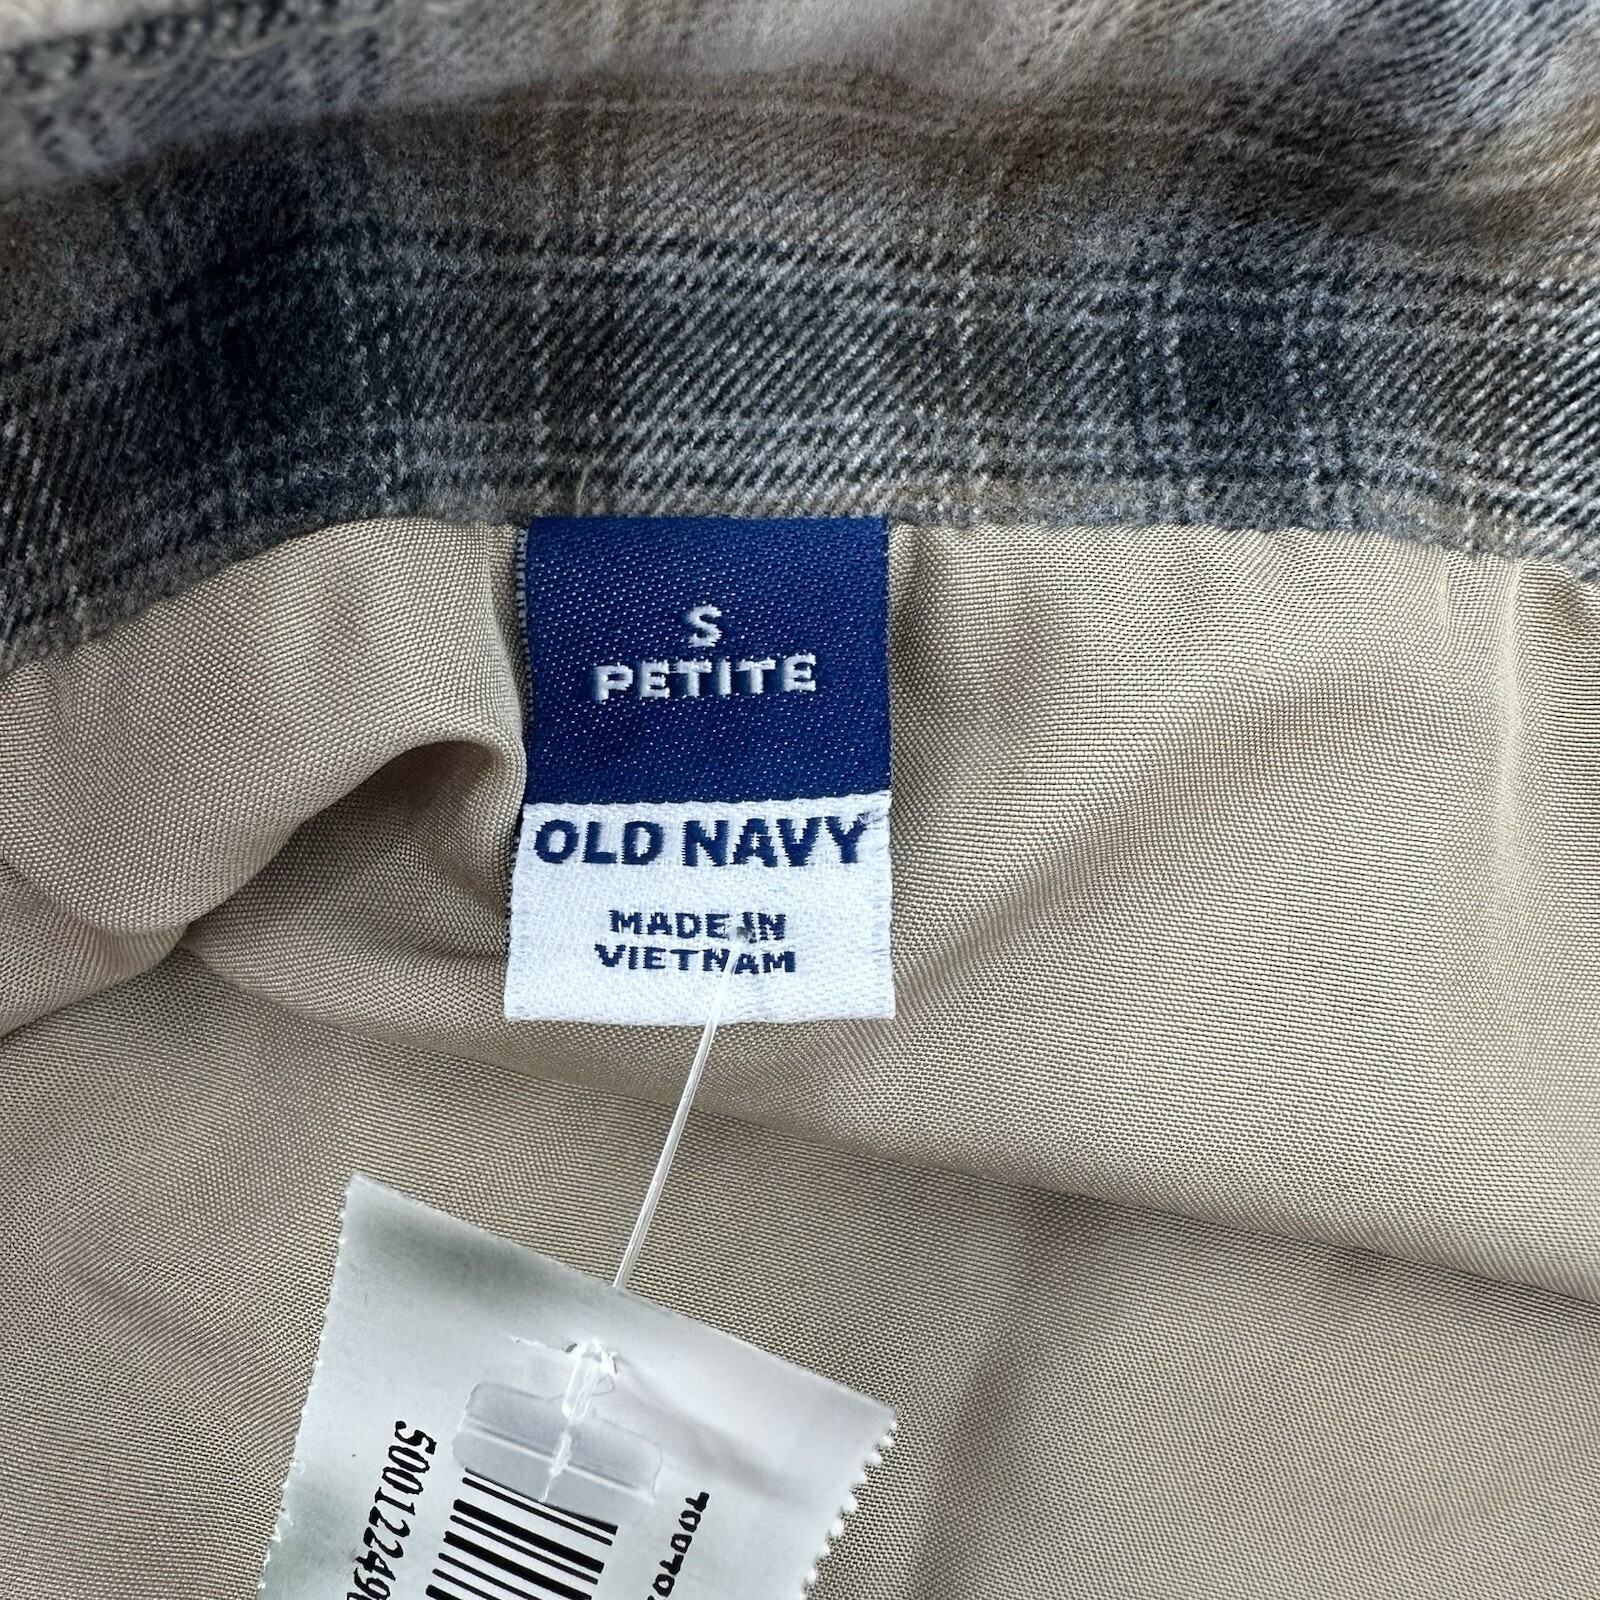 S
PETITE
OLD NAVY
MADE IN
VIETNAM